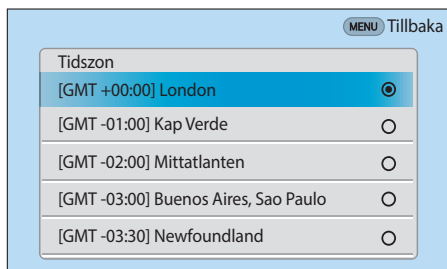 MENU Tillbaka
Tidszon
[GMT +00:00] London
[GMT -01:00] Kap Verde
[GMT -02:00] Mittatlanten
[GMT -03:00] Buenos Aires, Sao Paulo
[GMT -03:30] Newfoundland